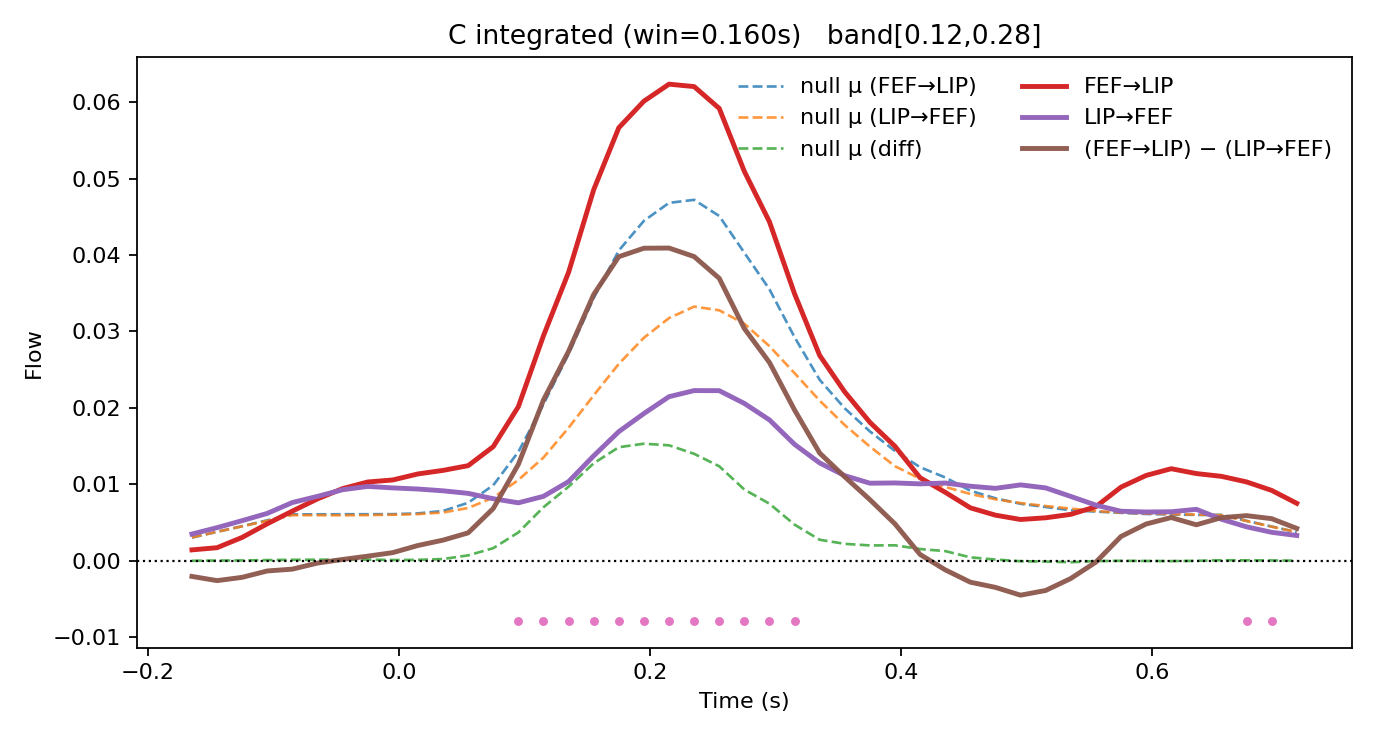 C integrated (win=0.160s)   band[0.12,0.28]
null μ (FEF→LIP)
null μ (LIP→FEF)
null μ (diff)
FEF→LIP
LIP→FEF
(FEF→LIP) − (LIP→FEF)
Flow
0.06
0.05
0.04
0.03
0.02
0.01
0.00
−0.01
−0.2
0.0
0.2
0.4
0.6
Time (s)